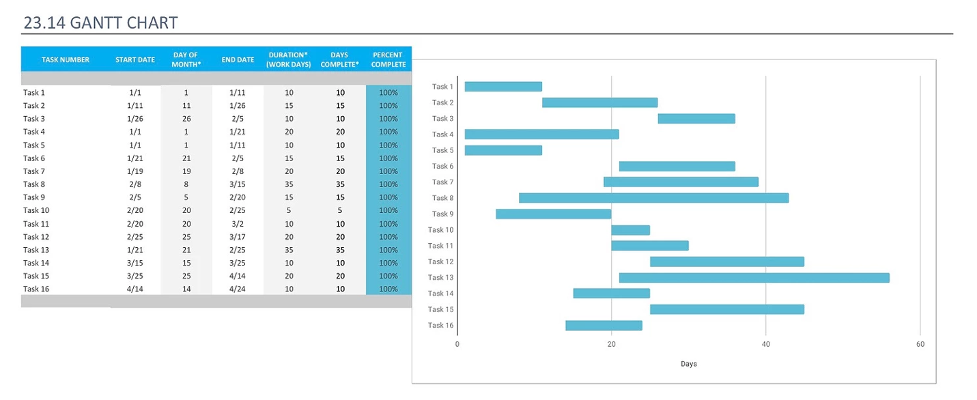 23.14 GANTT CHART
TASK NUMBER START DATE DAY OF MONTH* END DATE DURATION* (WORK DAYS) DAYS COMPLETE* PERCENT COMPLETE
Task 1 1/1 1 1/11 10 10 100%
Task 2 1/11 11 1/26 15 15 100%
Task 3 1/26 26 2/5 10 10 100%
Task 4 1/1 1 1/21 20 20 100%
Task 5 1/1 1 1/11 10 10 100%
Task 6 1/21 21 2/5 15 15 100%
Task 7 1/19 19 2/8 20 20 100%
Task 8 2/8 8 3/15 35 35 100%
Task 9 2/5 5 2/20 15 15 100%
Task 10 2/20 20 2/25 5 5 100%
Task 11 2/20 20 3/2 10 10 100%
Task 12 2/25 25 3/17 20 20 100%
Task 13 1/21 21 2/25 35 35 100%
Task 14 3/15 15 3/25 10 10 100%
Task 15 3/25 25 4/14 20 20 100%
Task 16 4/14 14 4/24 10 10 100%
Task 1
Task 2
Task 3
Task 4
Task 5
Task 6
Task 7
Task 8
Task 9
Task 10
Task 11
Task 12
Task 13
Task 14
Task 15
Task 16
0 20 40 60
Days